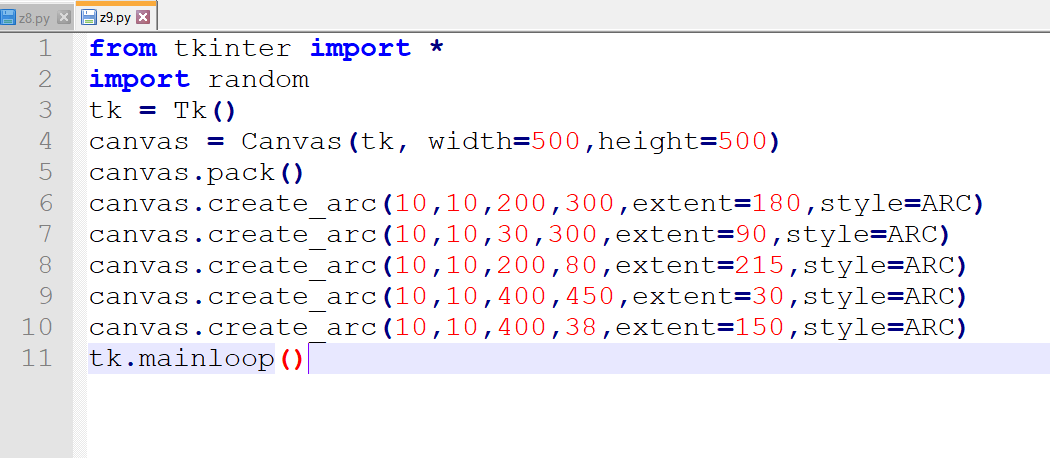 z8.py z9.py
1 from tkinter import *
2 import random
3 tk = Tk()
4 canvas = Canvas(tk, width=500,height=500)
5 canvas.pack()
6 canvas.create_arc(10,10,200,300,extent=180,style=ARC)
7 canvas.create_arc(10,10,30,300,extent=90,style=ARC)
8 canvas.create_arc(10,10,200,80,extent=215,style=ARC)
9 canvas.create_arc(10,10,400,450,extent=30,style=ARC)
10 canvas.create_arc(10,10,400,38,extent=150,style=ARC)
11 tk.mainloop()